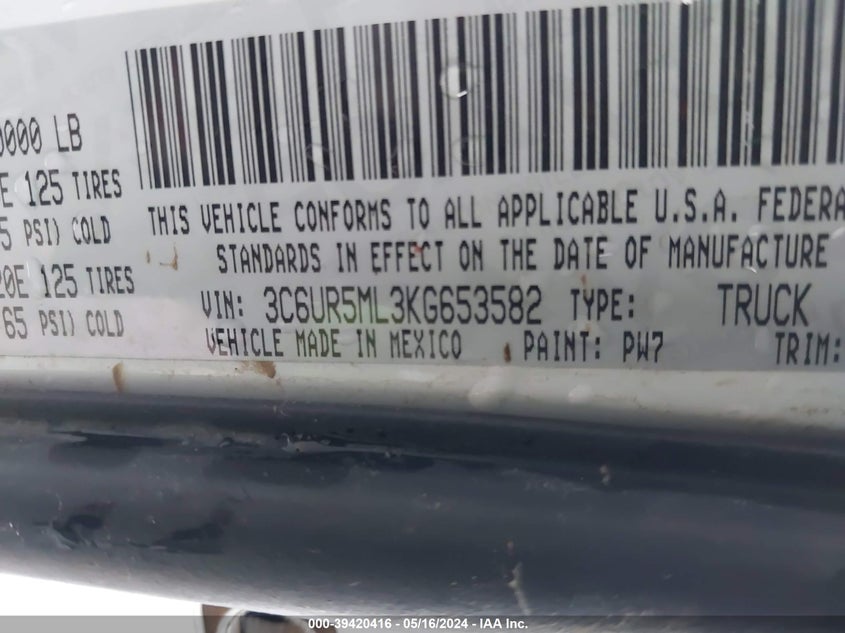 0000 LB
E 125 TIRES
5 PSI) COLD
20E 125 TIRES
65 PSI) COLD
THIS VEHICLE CONFORMS TO ALL APPLICABLE U.S.A. FEDERA
STANDARDS IN EFFECT ON THE DATE OF MANUFACTURE
VIN: 3C6UR5ML3KG653582 TYPE: TRUCK
VEHICLE MADE IN MEXICO PAINT: PW7 TRIM:
000-39420416 - 05/16/2024 - IAA Inc.